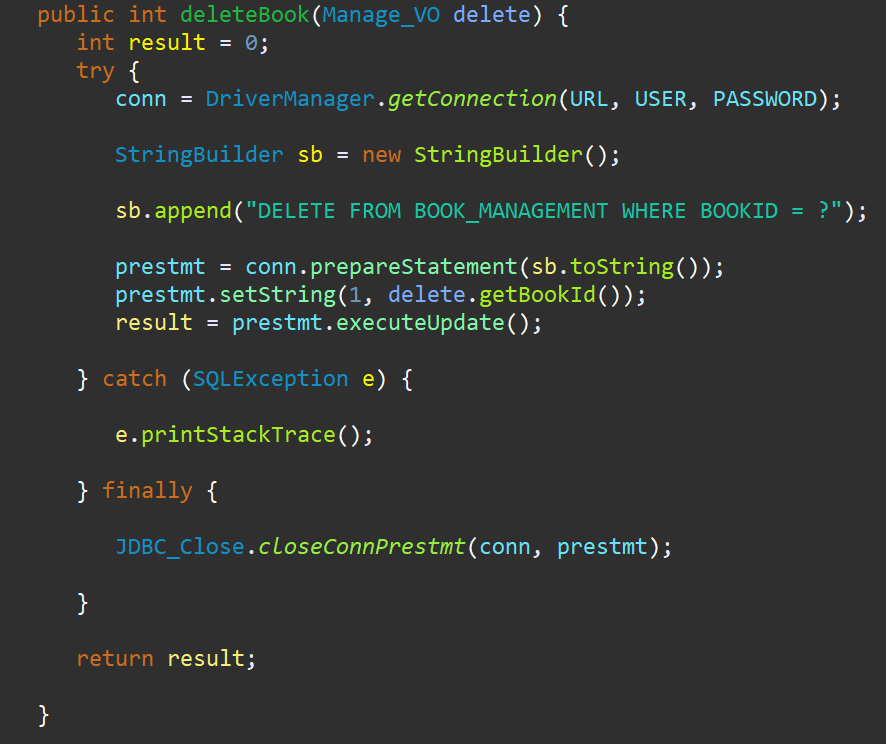 public int deleteBook(Manage_VO delete) {
int result = 0;
try {
conn = DriverManager.getConnection(URL, USER, PASSWORD);
StringBuilder sb = new StringBuilder();
sb.append("DELETE FROM BOOK_MANAGEMENT WHERE BOOKID = ?");
prestmt = conn.prepareStatement(sb.toString());
prestmt.setString(1, delete.getBookId());
result = prestmt.executeUpdate();
} catch (SQLException e) {
e.printStackTrace();
} finally {
JDBC_Close.closeConnPrestmt(conn, prestmt);
}
return result;
}